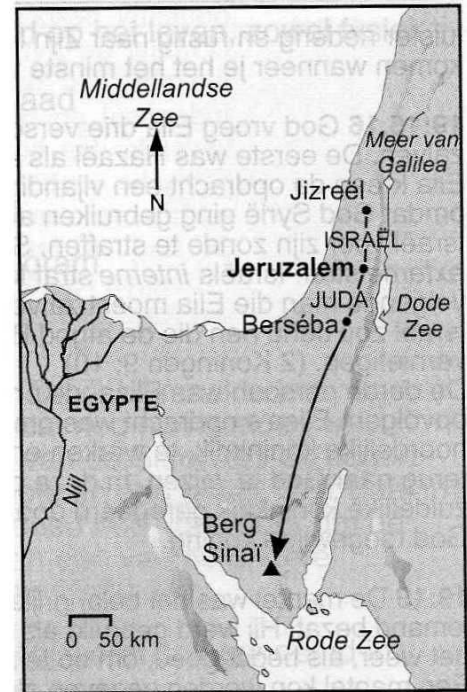 Middellandse
Zee
N
Meer van
Galilea
Jizreël
ISRAËL
Jeruzalem
JUDA
Dode
Zee
Berséba
EGYPTE
Nijl
Berg
Sinaï
0 50 km
Rode Zee